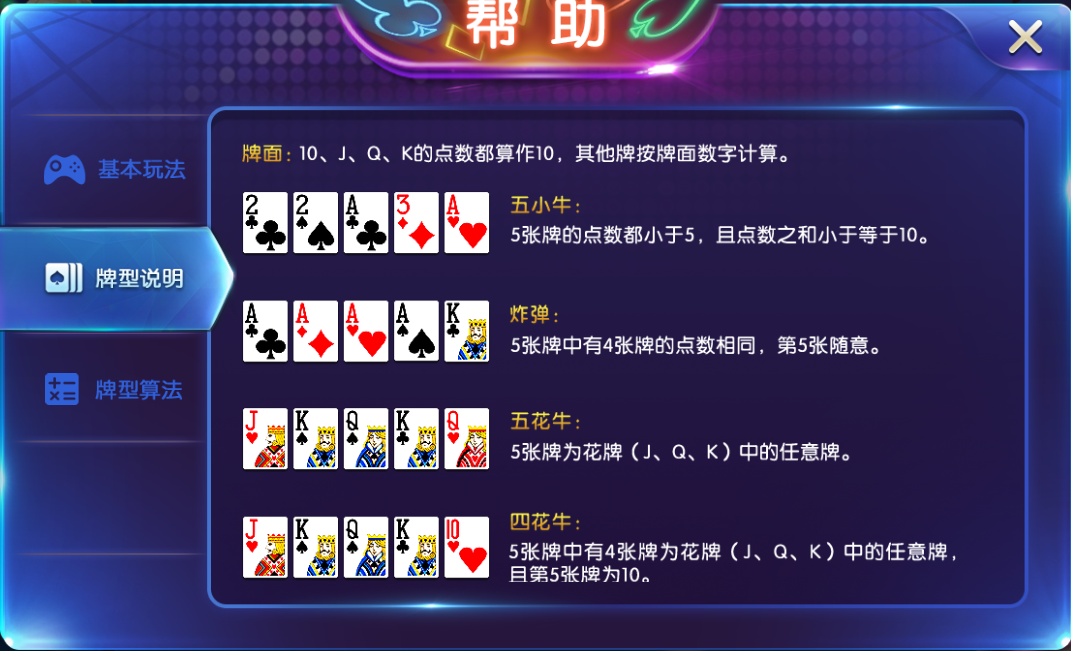 帮助
基本玩法
牌型说明
牌型算法
牌面：10、J、Q、K的点数都算作10，其他牌按牌面数字计算。
2 2 A 3 A
五小牛：
5张牌的点数都小于5，且点数之和小于等于10。
A A A A K
炸弹：
5张牌中有4张牌的点数相同，第5张随意。
J K Q K Q
五花牛：
5张牌为花牌（J、Q、K）中的任意牌。
J K Q K 10
四花牛：
5张牌中有4张牌为花牌（J、Q、K）中的任意牌，
且第5张牌为10。